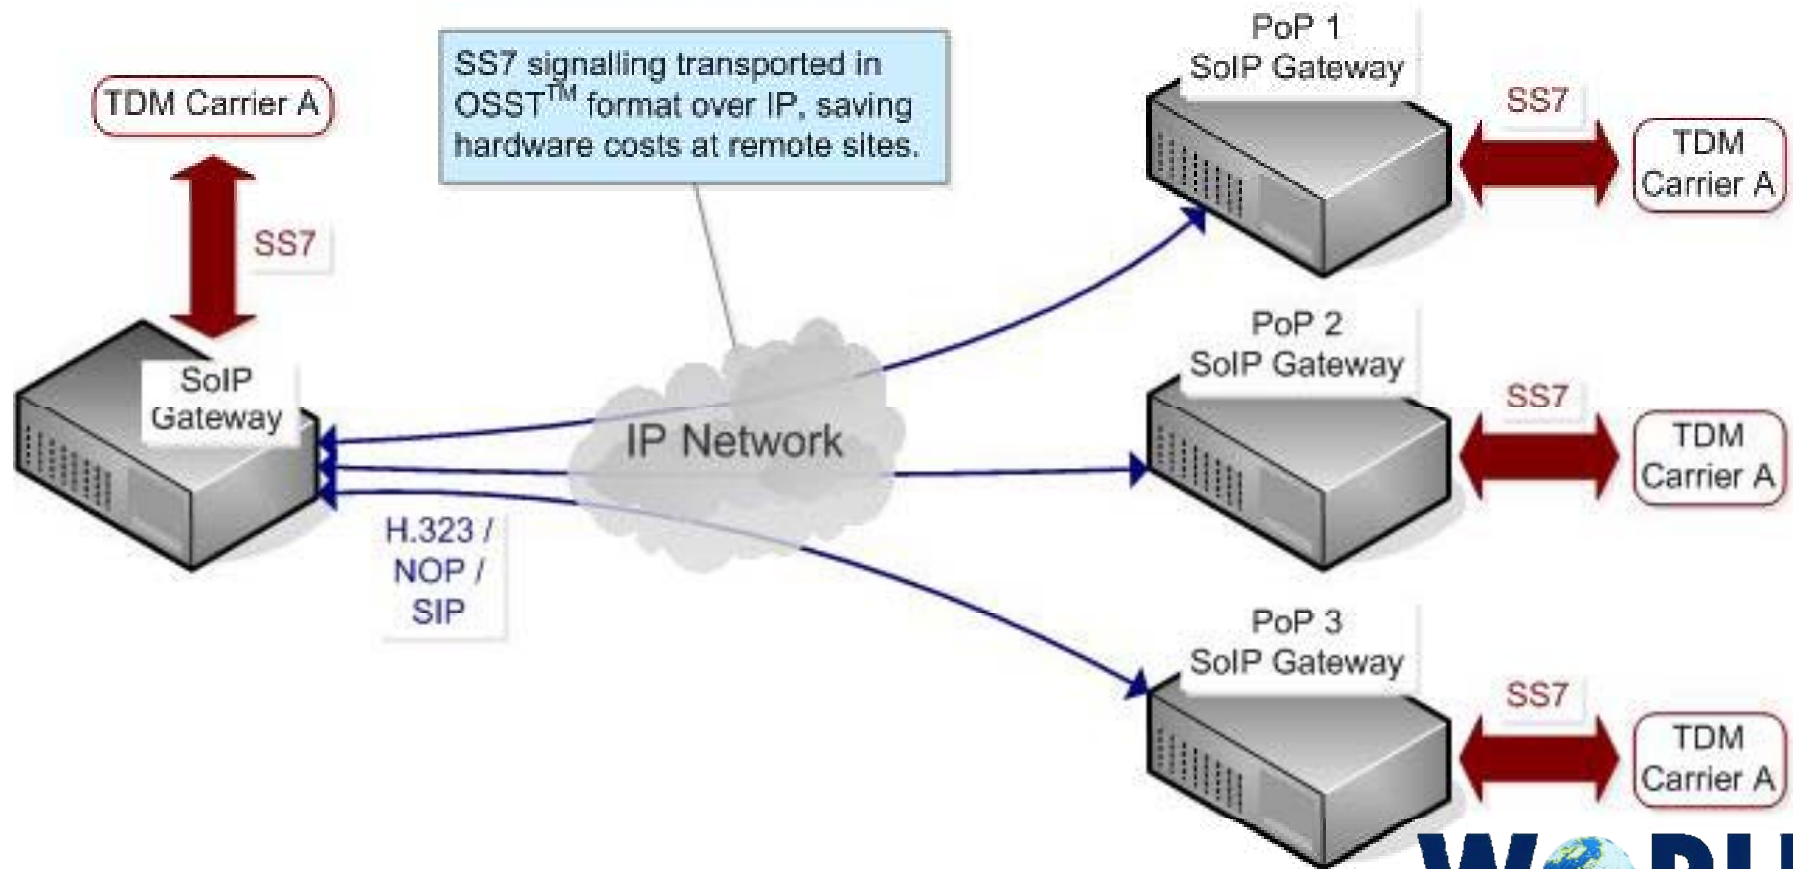 TDM Carrier A
SS7
SoIP
Gateway
SS7 signalling transported in
OSST™ format over IP, saving
hardware costs at remote sites.
IP Network
H.323 /
NOP /
SIP
PoP 1
SoIP Gateway
SS7
TDM
Carrier A
PoP 2
SoIP Gateway
SS7
TDM
Carrier A
PoP 3
SoIP Gateway
SS7
TDM
Carrier A